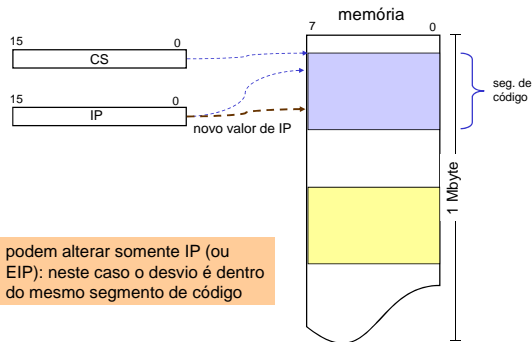 memória
15 0
CS
7 0
15 0
IP
novo valor de IP
seg. de
código
1 Mbyte
podem alterar somente IP (ou
EIP): neste caso o desvio é dentro
do mesmo segmento de código